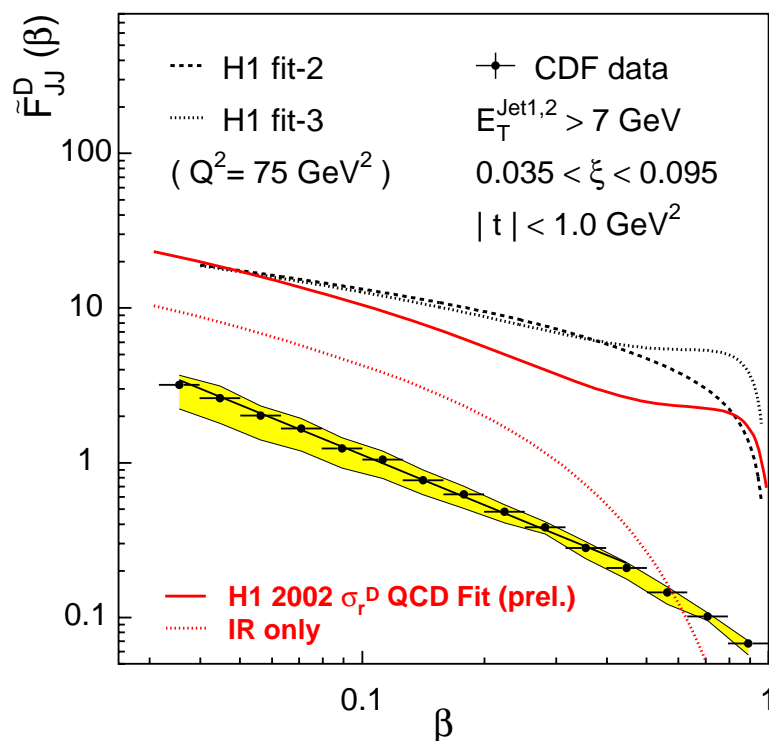 F̃ᴰJJ (β)
H1 fit-2
H1 fit-3
( Q²= 75 GeV² )
CDF data
E_T^Jet1,2 > 7 GeV
0.035 < ξ < 0.095
| t | < 1.0 GeV²
100
10
1
0.1
H1 2002 σ_r^D QCD Fit (prel.)
IR only
0.1
1
β